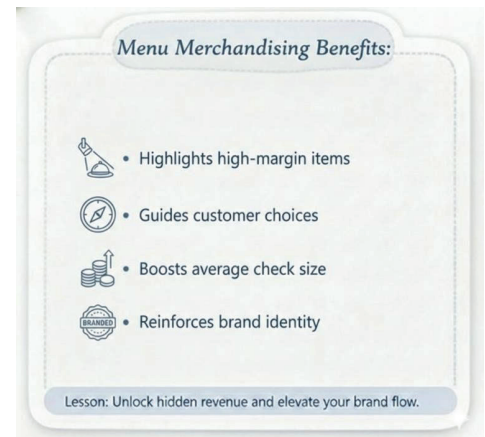 Menu Merchandising Benefits:
• Highlights high-margin items
• Guides customer choices
• Boosts average check size
BRANDED
• Reinforces brand identity
Lesson: Unlock hidden revenue and elevate your brand flow.